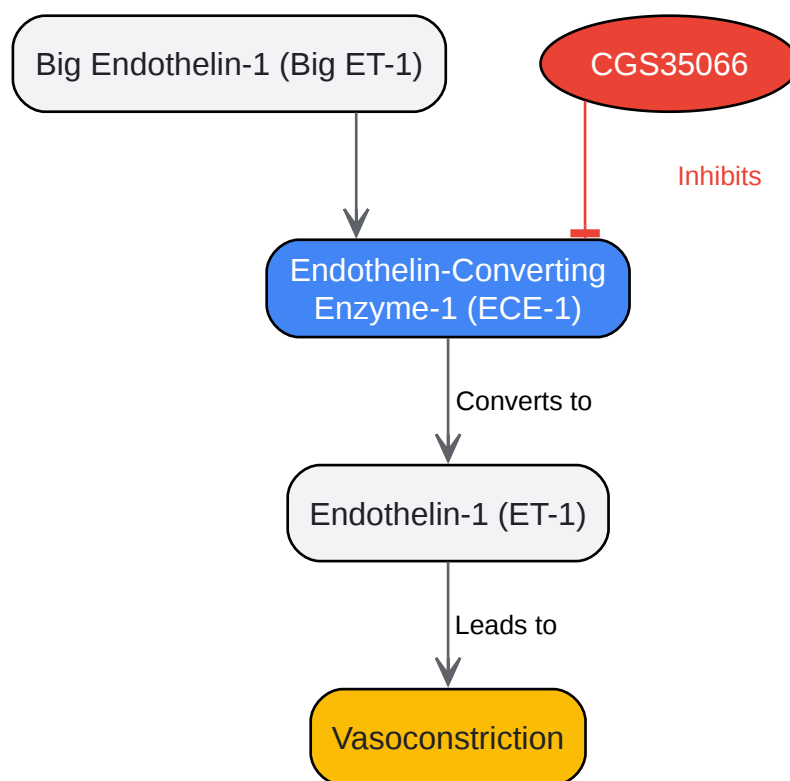 Big Endothelin-1 (Big ET-1)
CGS35066
Inhibits
Endothelin-Converting
Enzyme-1 (ECE-1)
Converts to
Endothelin-1 (ET-1)
Leads to
Vasoconstriction